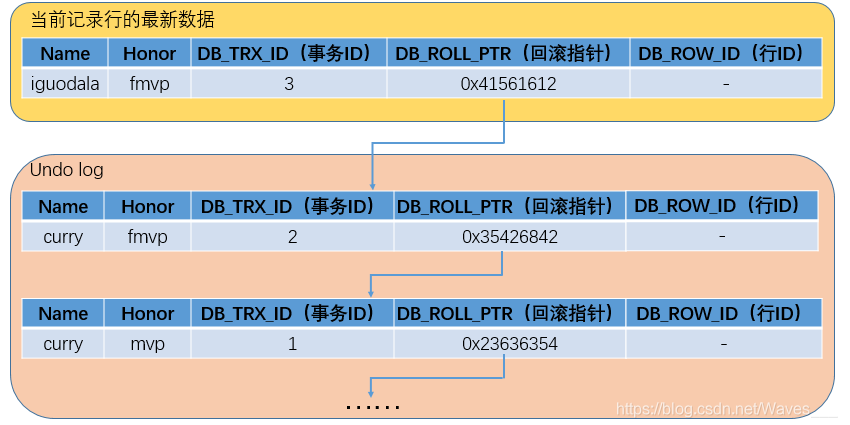 当前记录行的最新数据
Name Honor DB_TRX_ID（事务ID） DB_ROLL_PTR（回滚指针） DB_ROW_ID（行ID）
iguodala fmvp 3 0x41561612 -
Undo log
Name Honor DB_TRX_ID（事务ID） DB_ROLL_PTR（回滚指针） DB_ROW_ID（行ID）
curry fmvp 2 0x35426842 -
Name Honor DB_TRX_ID（事务ID） DB_ROLL_PTR（回滚指针） DB_ROW_ID（行ID）
curry mvp 1 0x23636354 -
……
https://blog.csdn.net/Waves___